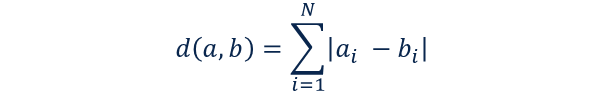 d(a, b) = ∑_{i=1}^{N} |a_i − b_i|